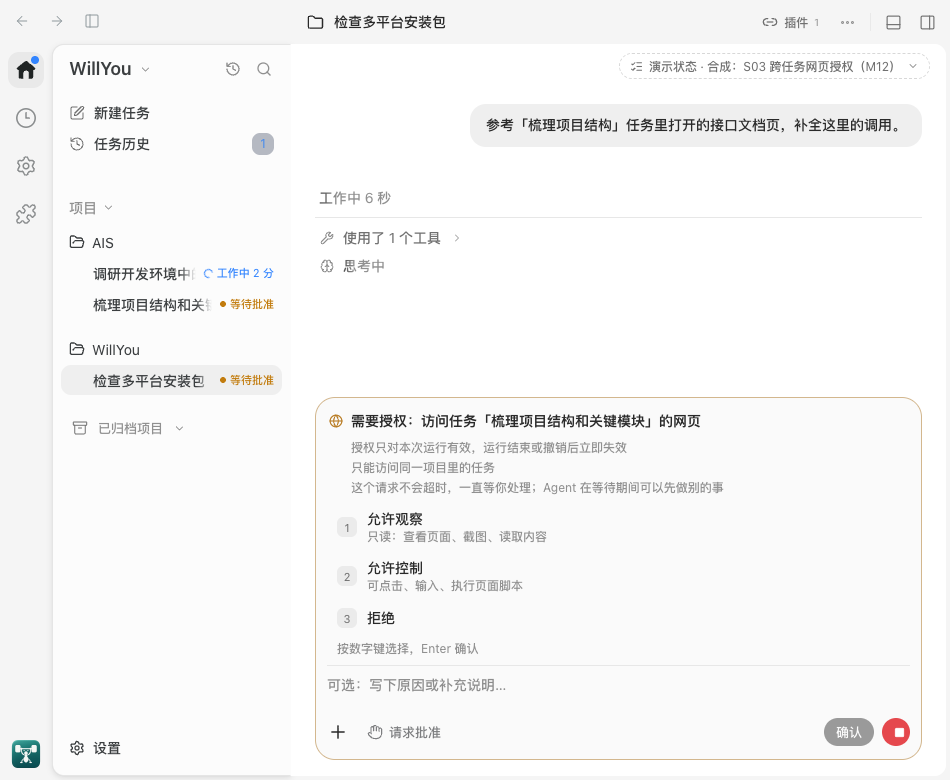 检查多平台安装包
插件 1
WillYou
演示状态 · 合成：S03 跨任务网页授权（M12）
新建任务
任务历史
1
参考「梳理项目结构」任务里打开的接口文档页，补全这里的调用。
项目
AIS
调研开发环境中
工作中 2 分
梳理项目结构和关
等待批准
WillYou
检查多平台安装包
等待批准
已归档项目
设置
工作中 6 秒
使用了 1 个工具
思考中
需要授权：访问任务「梳理项目结构和关键模块」的网页
授权只对本次运行有效，运行结束或撤销后立即失效
只能访问同一项目里的任务
这个请求不会超时，一直等你处理；Agent 在等待期间可以先做别的事
1
允许观察
只读：查看页面、截图、读取内容
2
允许控制
可点击、输入、执行页面脚本
3
拒绝
按数字键选择，Enter 确认
可选：写下原因或补充说明...
请求批准
确认